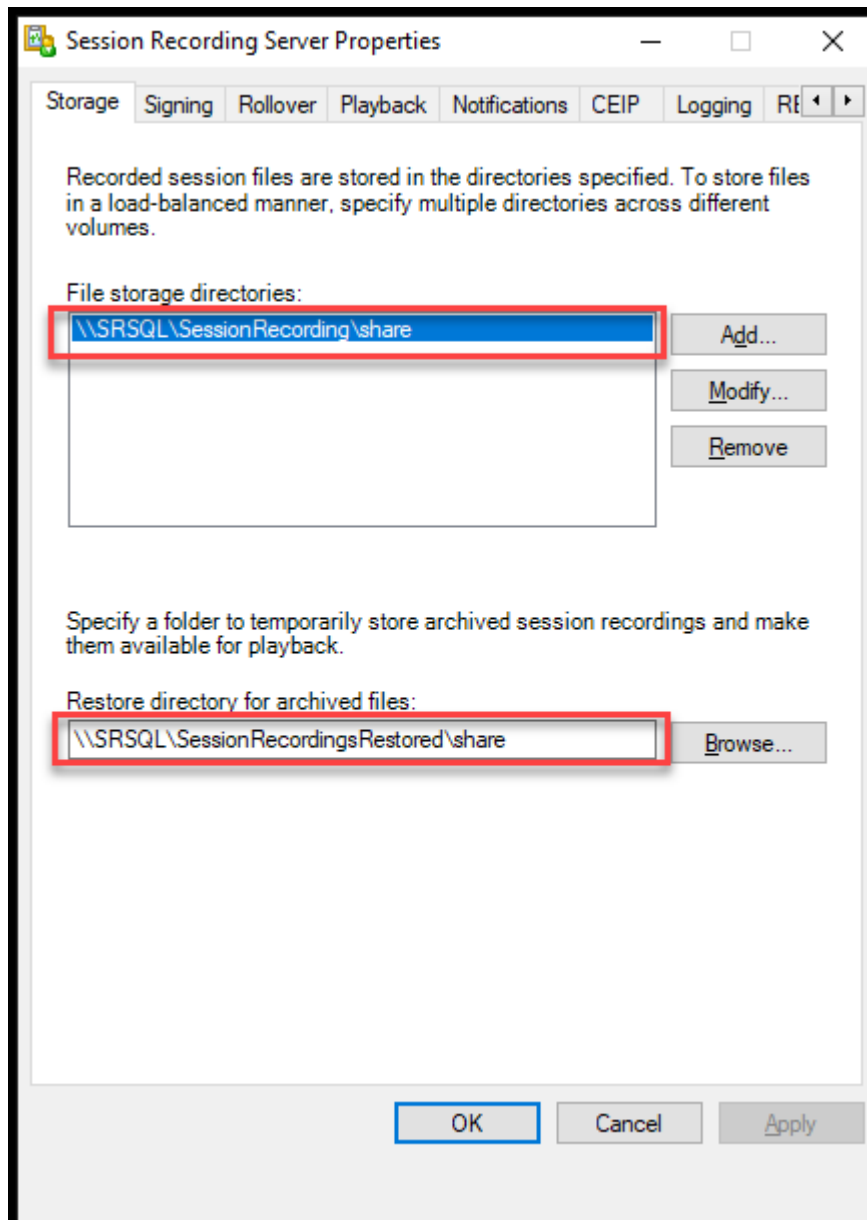 Session Recording Server Properties
Storage Signing Rollover Playback Notifications CEIP Logging
Recorded session files are stored in the directories specified. To store files
in a load-balanced manner, specify multiple directories across different
volumes.
File storage directories:
\\SRSQL\SessionRecording\share
Add...
Modify...
Remove
Specify a folder to temporarily store archived session recordings and make
them available for playback.
Restore directory for archived files:
\\SRSQL\SessionRecordingsRestored\share
Browse...
OK Cancel Apply